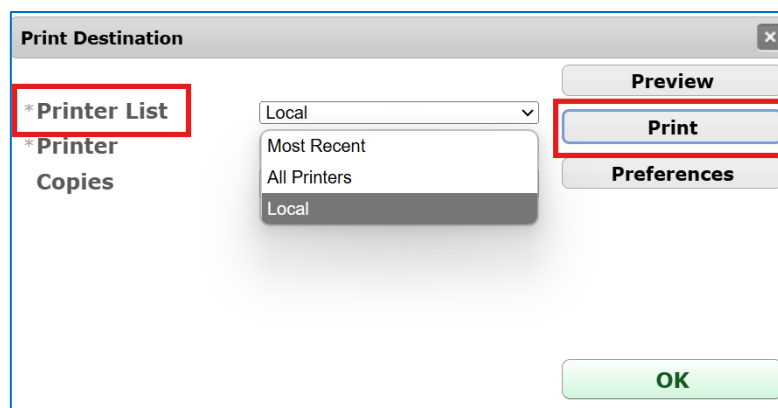 Print Destination
Preview
*Printer List
Local
Print
*Printer
Most Recent
Copies
All Printers
Preferences
Local
OK